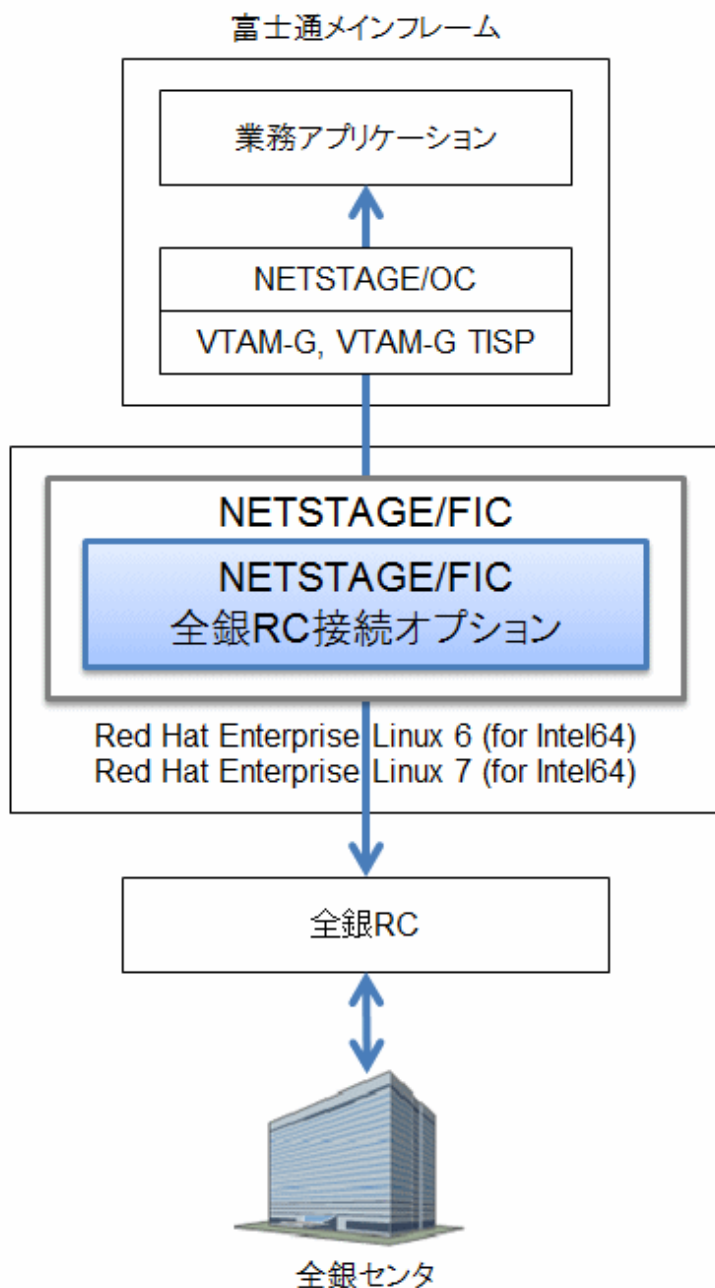 富士通メインフレーム
業務アプリケーション
NETSTAGE/OC
VTAM-G, VTAM-G TISP
NETSTAGE/FIC
NETSTAGE/FIC
全銀RC接続オプション
Red Hat Enterprise Linux 6 (for Intel64)
Red Hat Enterprise Linux 7 (for Intel64)
全銀RC
全銀センタ